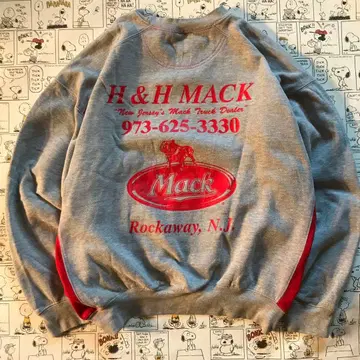 H & H MACK
New Jersey's Mack Truck Dealer
973-625-3330
Mack
Rockaway, N.J.